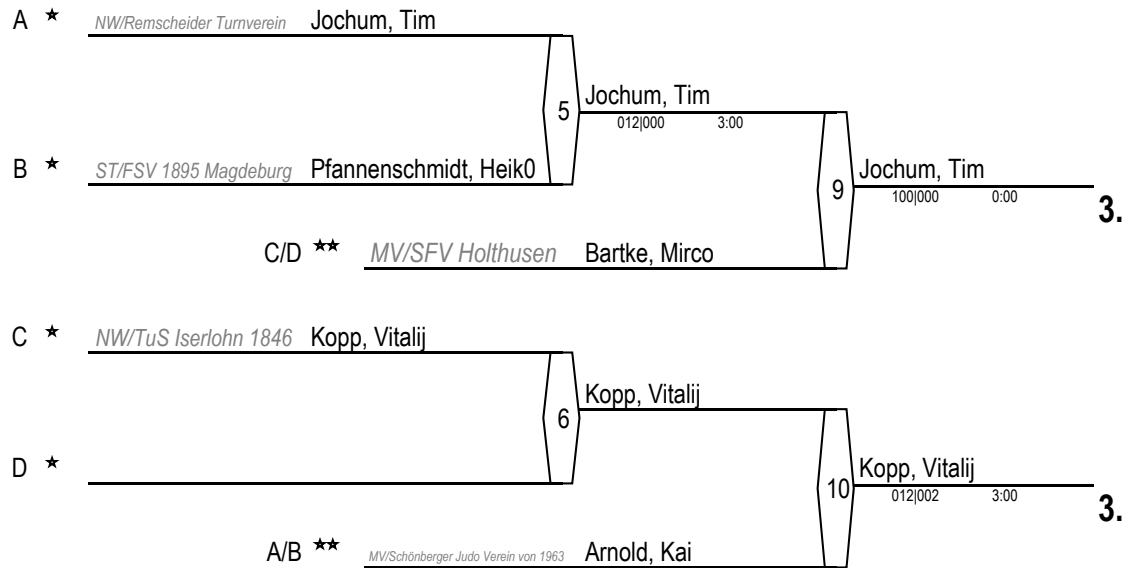 A ★ NW/Remscheider Turnverein Jochum, Tim
5 Jochum, Tim
012|000 3:00
B ★ ST/FSV 1895 Magdeburg Pfannenschmidt, Heik0
9 Jochum, Tim
100|000 0:00
3.
C/D ★★ MV/SFV Holthusen Bartke, Mirco
C ★ NW/TuS Iserlohn 1846 Kopp, Vitalij
6 Kopp, Vitalij
D ★
10 Kopp, Vitalij
012|002 3:00
3.
A/B ★★ MV/Schönberger Judo Verein von 1963 Arnold, Kai